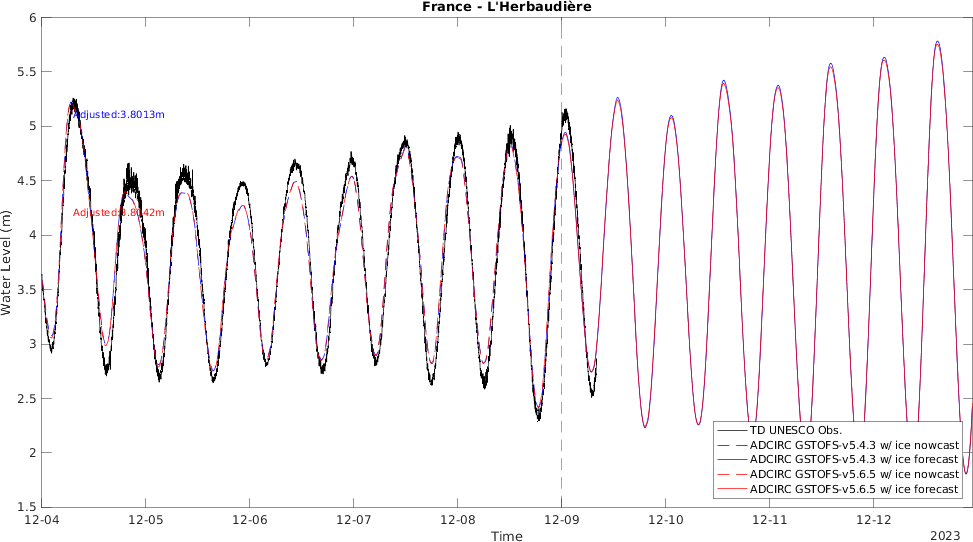 France - L'Herbaudière
6
5.5
5
4.5
4
3.5
3
2.5
2
1.5
Water Level (m)
Adjusted:3.8013m
Adjusted:3.8042m
TD UNESCO Obs.
ADCIRC GSTOFS-v5.4.3 w/ ice nowcast
ADCIRC GSTOFS-v5.4.3 w/ ice forecast
ADCIRC GSTOFS-v5.6.5 w/ ice nowcast
ADCIRC GSTOFS-v5.6.5 w/ ice forecast
12-04 12-05 12-06 12-07 12-08 12-09 12-10 12-11 12-12
Time
2023